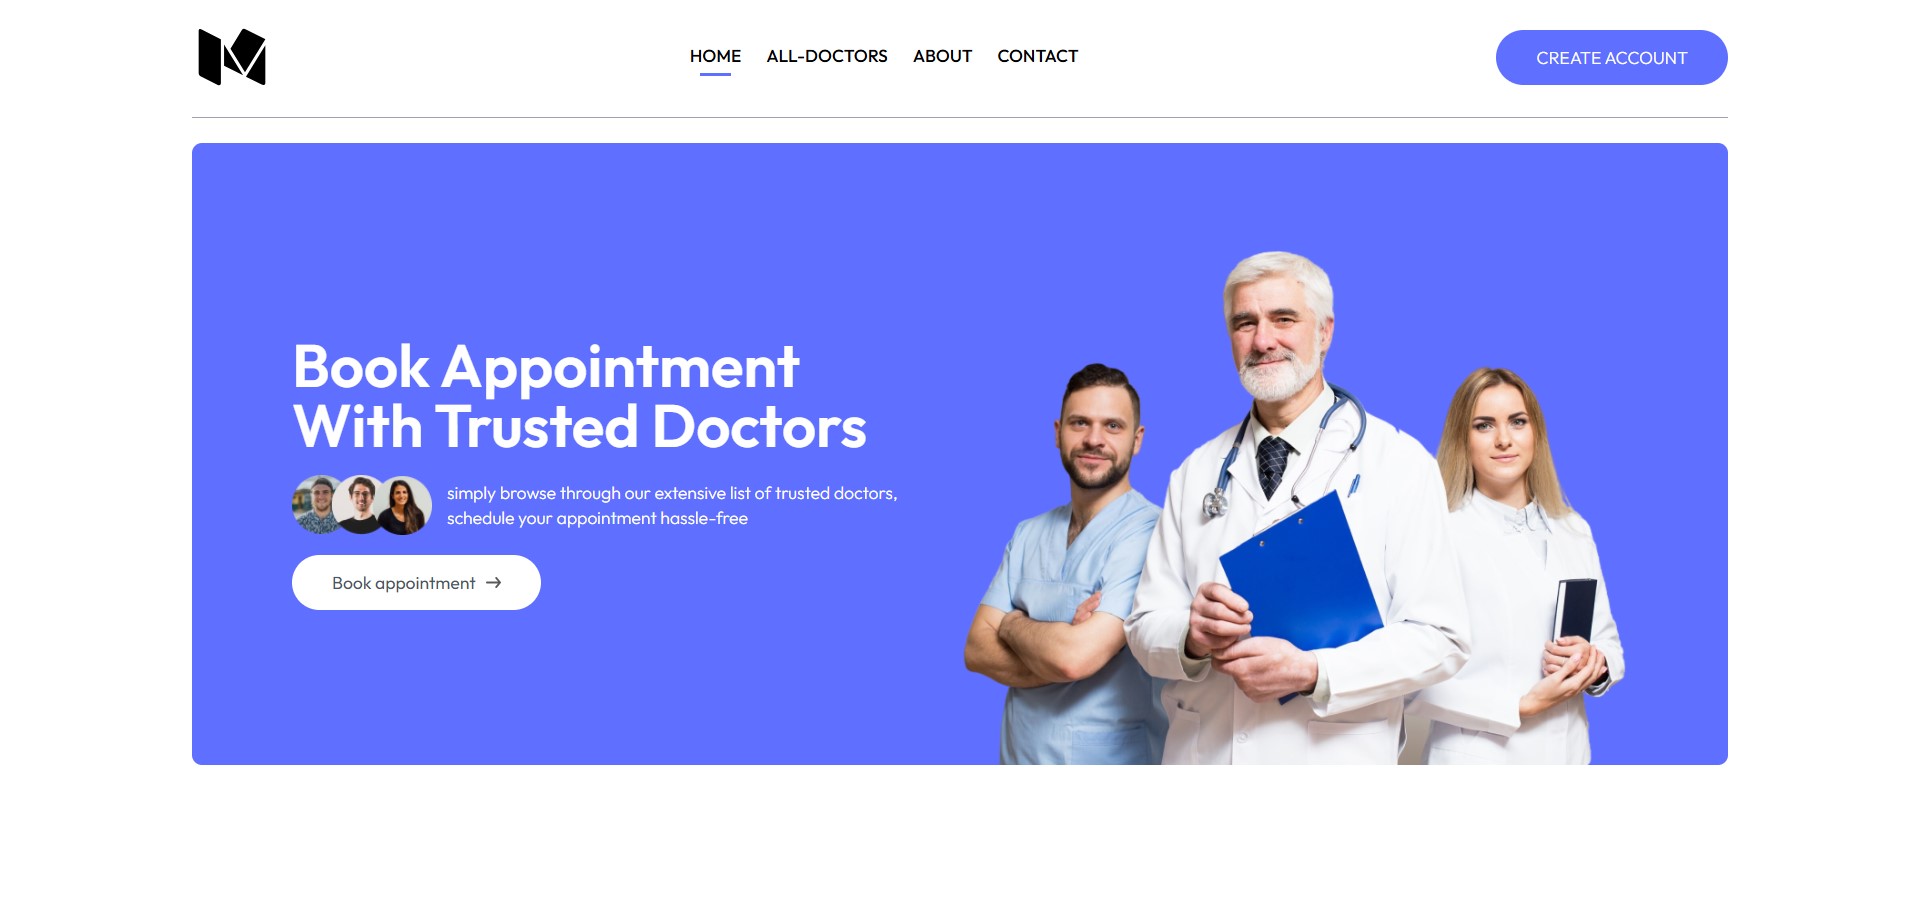 HOME ALL-DOCTORS ABOUT CONTACT CREATE ACCOUNT
Book Appointment
With Trusted Doctors
simply browse through our extensive list of trusted doctors,
schedule your appointment hassle-free
Book appointment →